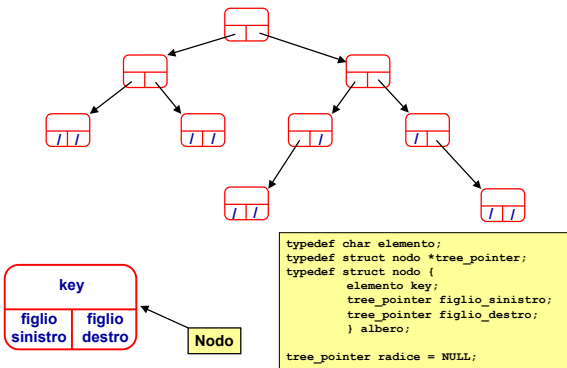 / /
/ /
/
/
/ /
/ /
key
figlio sinistro
figlio destro
Nodo
typedef char elemento;
typedef struct nodo *tree_pointer;
typedef struct nodo {
elemento key;
tree_pointer figlio_sinistro;
tree_pointer figlio_destro;
} albero;
tree_pointer radice = NULL;